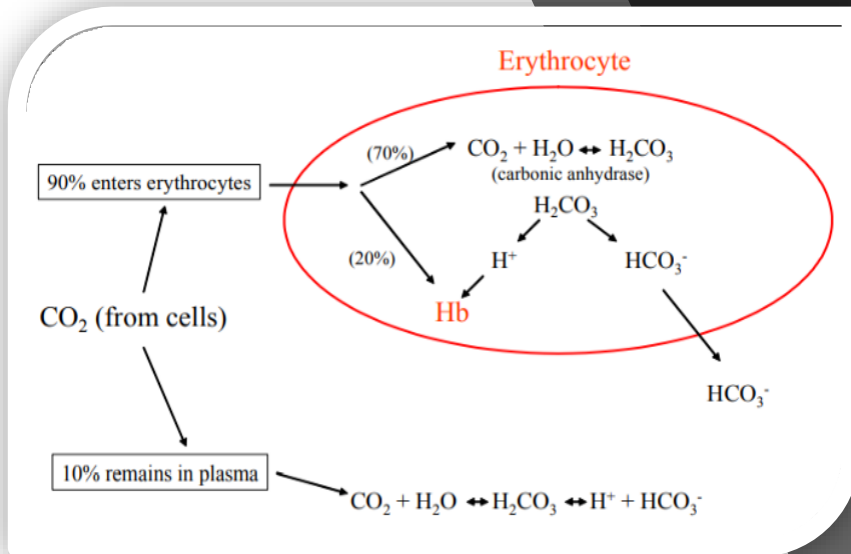 Erythrocyte
(70%)
CO₂ + H₂O ↔ H₂CO₃
(carbonic anhydrase)
90% enters erythrocytes
H₂CO₃
(20%)
H⁺
HCO₃⁻
Hb
CO₂ (from cells)
HCO₃⁻
10% remains in plasma
CO₂ + H₂O ↔ H₂CO₃ ↔ H⁺ + HCO₃⁻